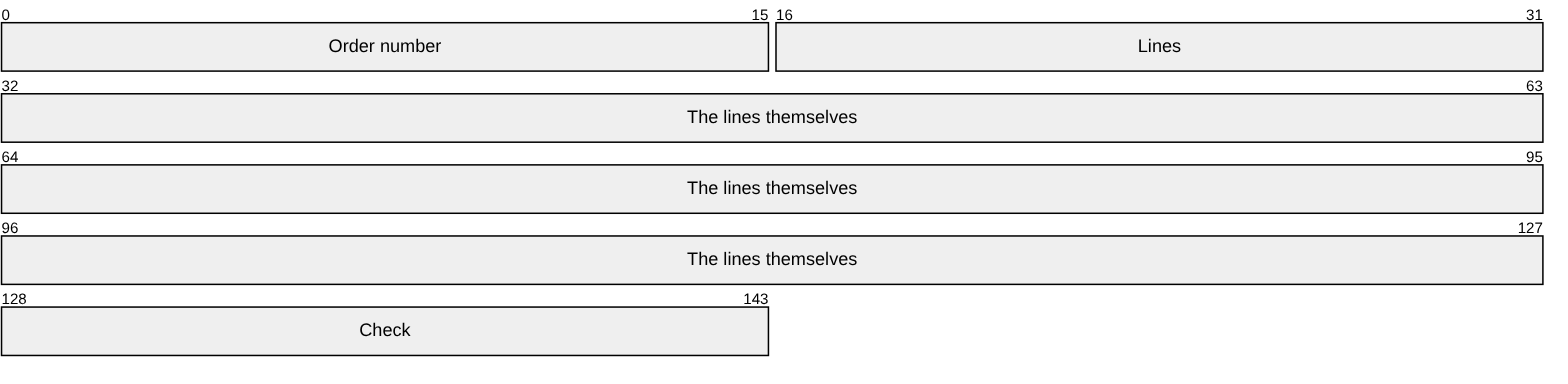 0 15 16 31
Order number Lines
32 63
The lines themselves
64 95
The lines themselves
96 127
The lines themselves
128 143
Check